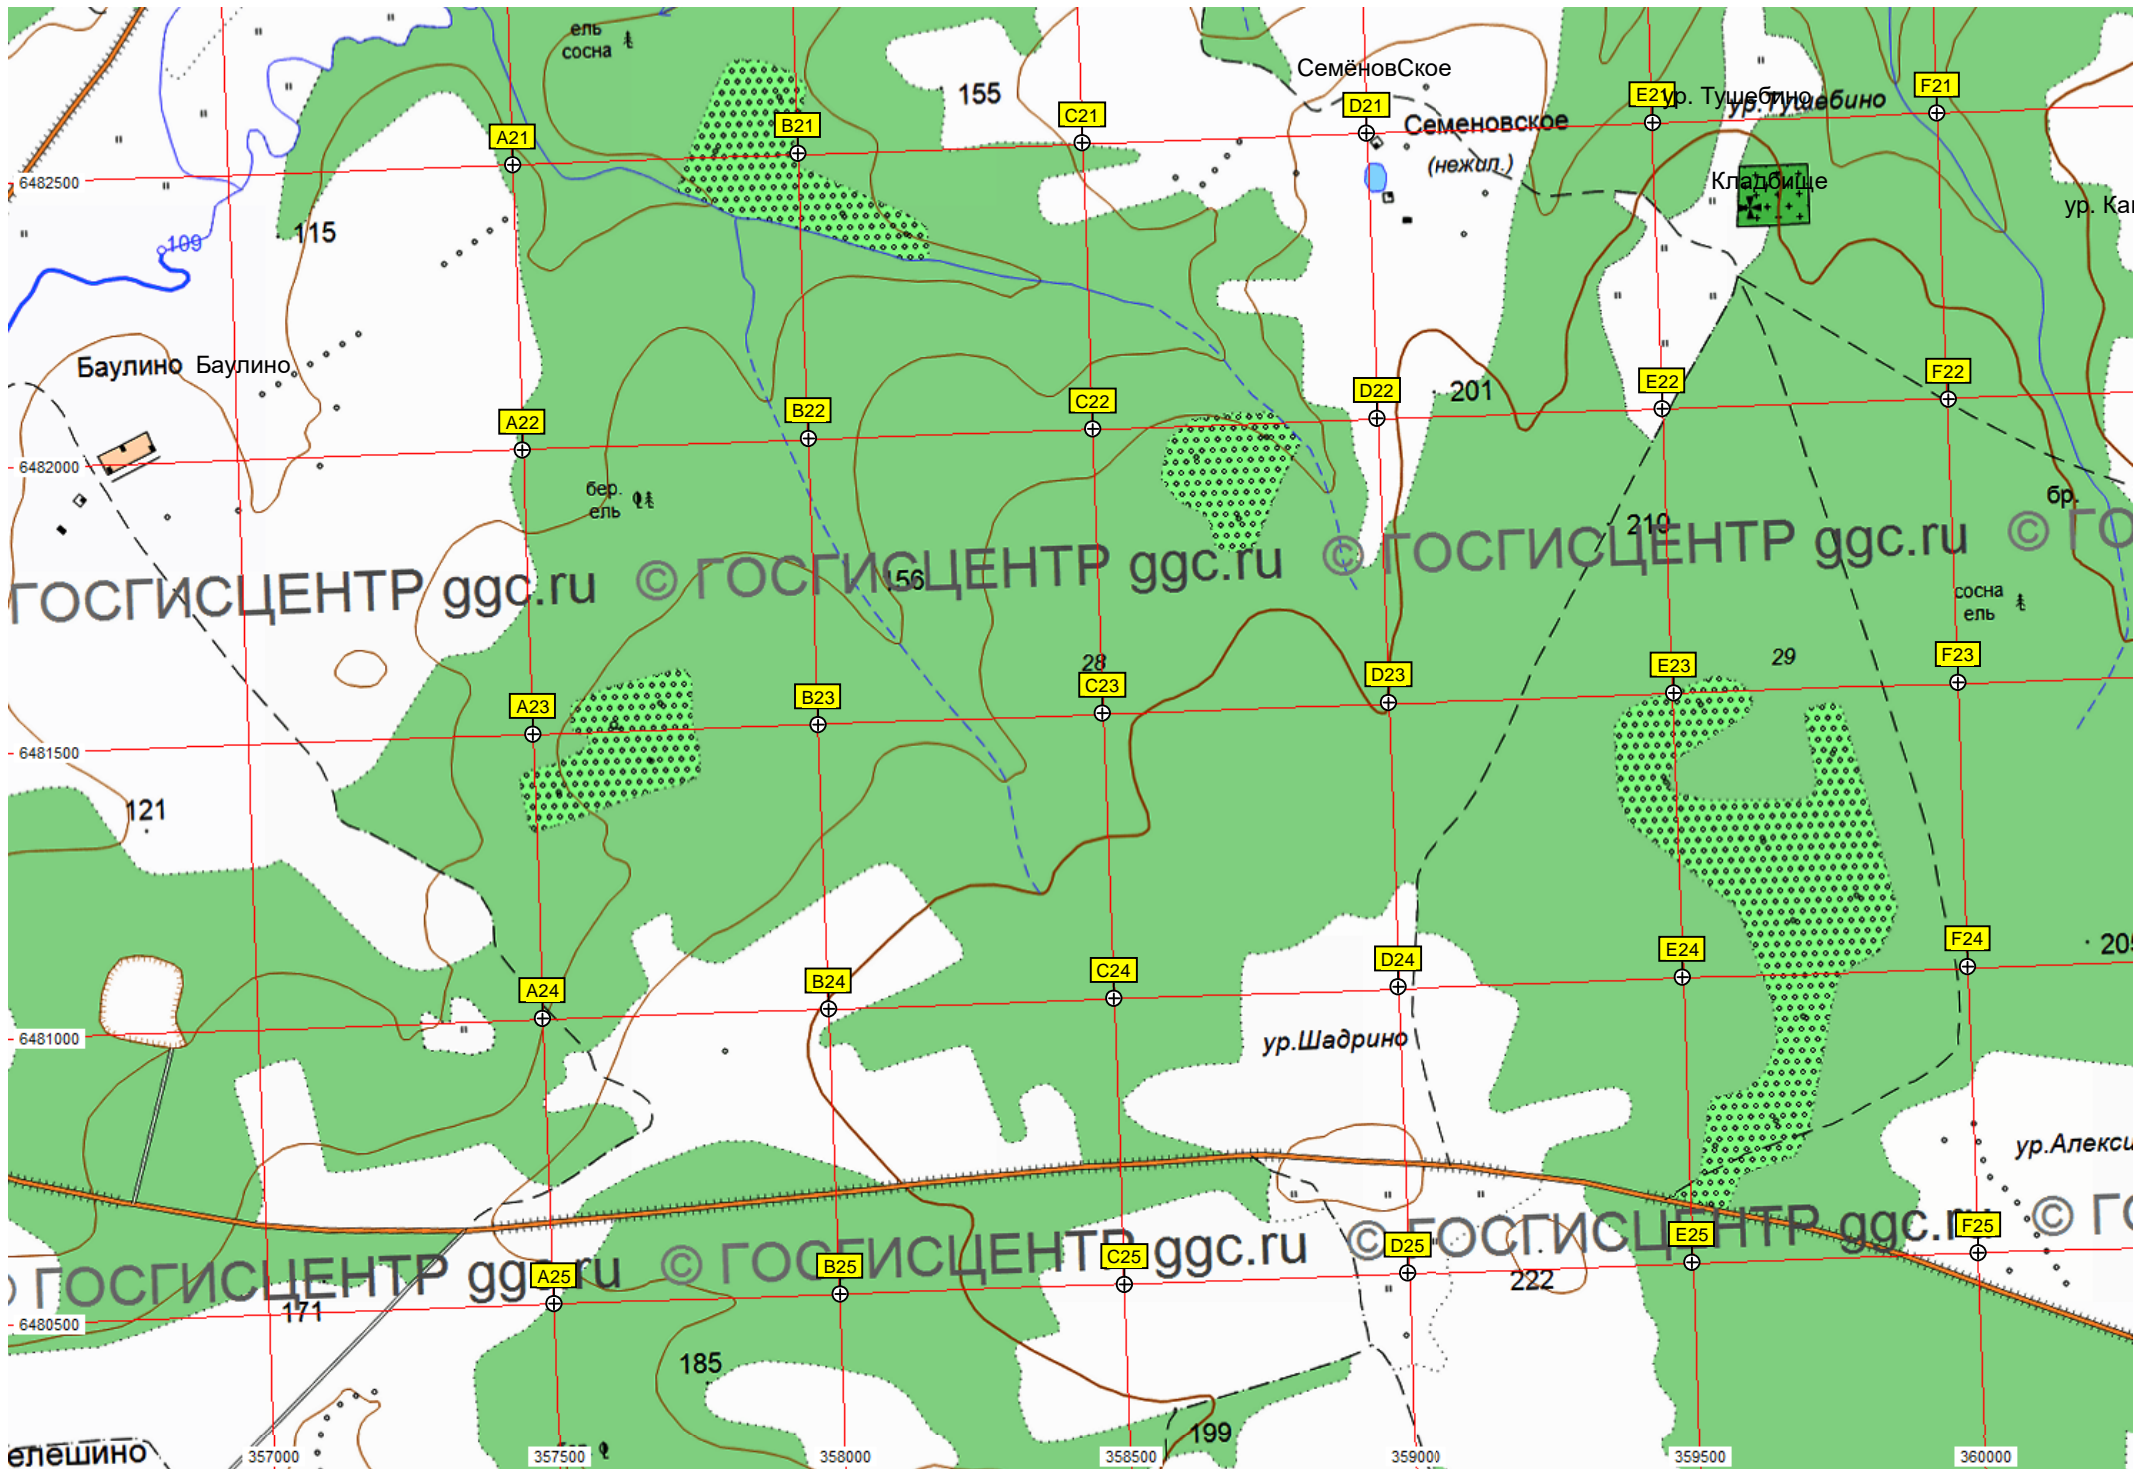 ель
сосна
155
СемёновСкое
D21
Семеновское
(нежил.)
E21
ур. Тушебино
ур.Тушебино
F21
A21
B21
C21
6482500
Кладбище
115
109
Баулино
Баулино
A22
B22
C22
D22
201
E22
F22
6482000
бер.
ель
бр.
210
ГОСГИСЦЕНТР ggc.ru
© ГОСГИСЦЕНТР ggc.ru
© ГОСГИСЦЕНТР ggc.ru
156
сосна
ель
28
29
A23
B23
C23
D23
E23
F23
6481500
121
A24
B24
C24
D24
E24
F24
6481000
ур.Шадрино
ГОСГИСЦЕНТР ggc.ru
© ГОСГИСЦЕНТР ggc.ru
© ГОСГИСЦЕНТР ggc.ru
A25
B25
C25
D25
E25
F25
222
171
6480500
185
199
елешино
357000
357500
358000
358500
359000
359500
360000